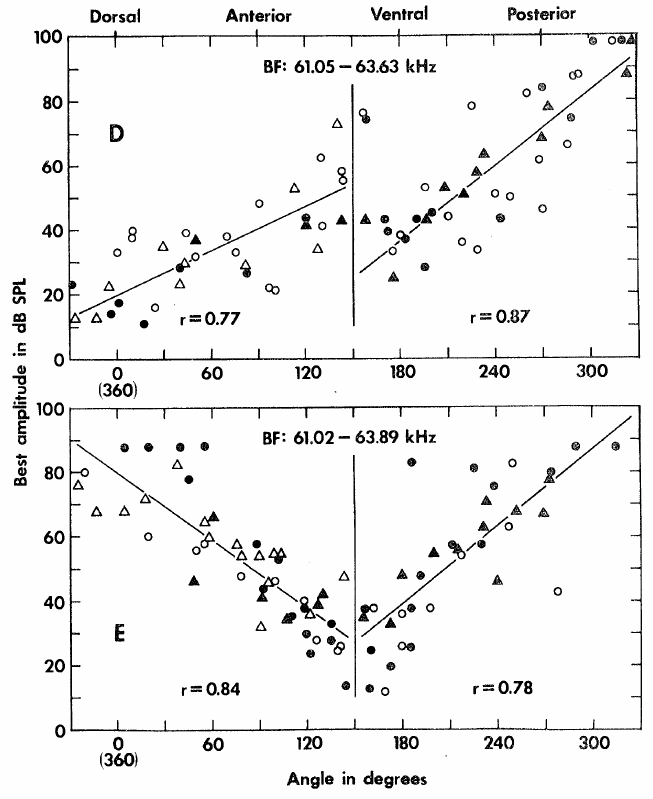 Dorsal Anterior Ventral Posterior
100
BF: 61.05 – 63.63 kHz
80
D
60
40
20
r = 0.77
r = 0.87
0
0 60 120 180 240 300
(360)
Best amplitude in dB SPL
100
BF: 61.02 – 63.89 kHz
80
60
40
E
20
r = 0.84
r = 0.78
0
0 60 120 180 240 300
(360)
Angle in degrees